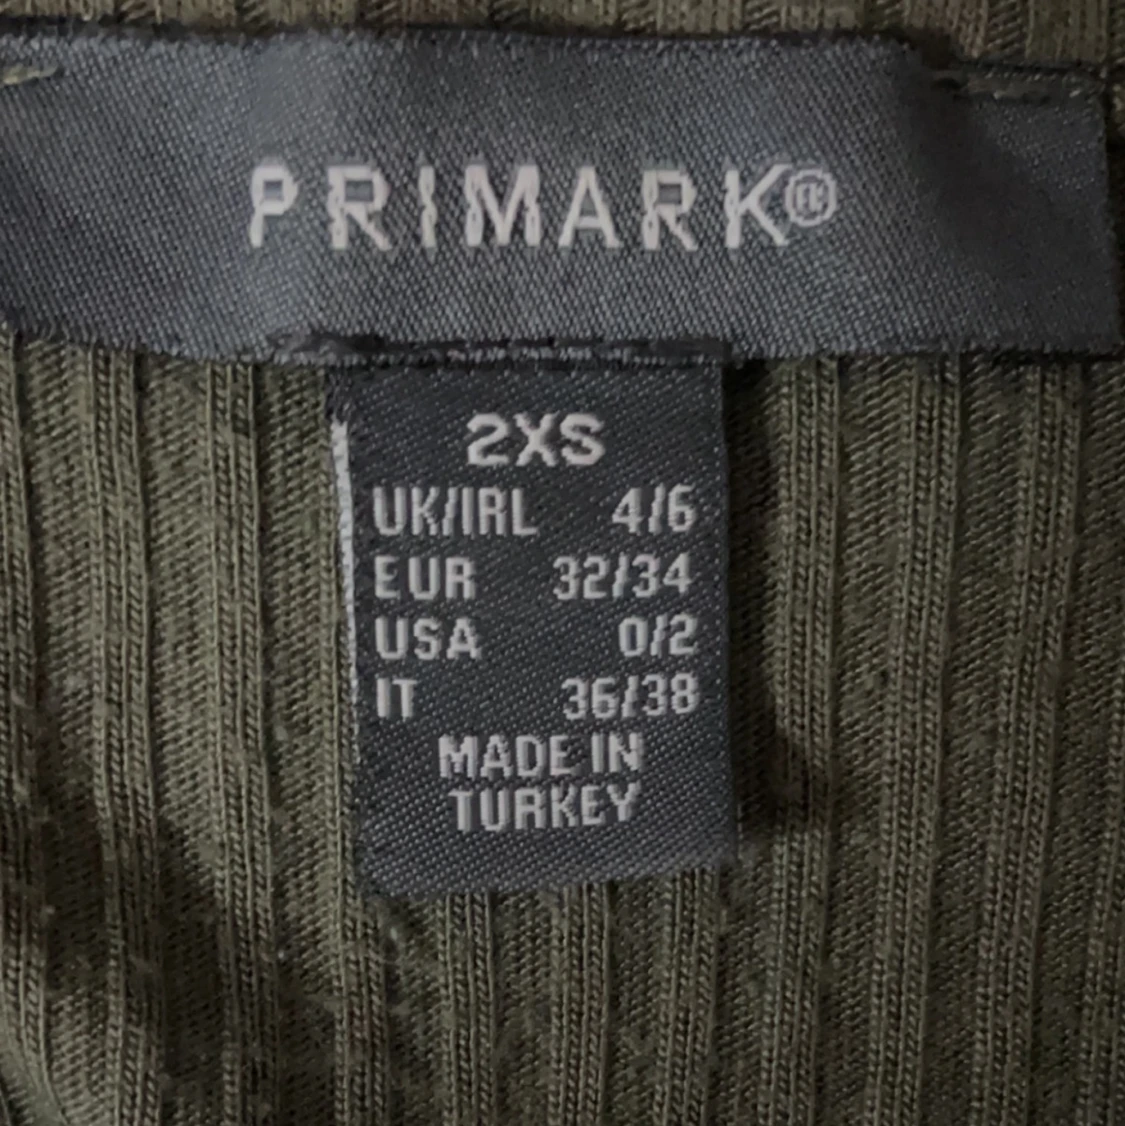 PRIMARK®
2XS
UK/IRL 4/6
EUR 32/34
USA 0/2
IT 36/38
MADE IN
TURKEY